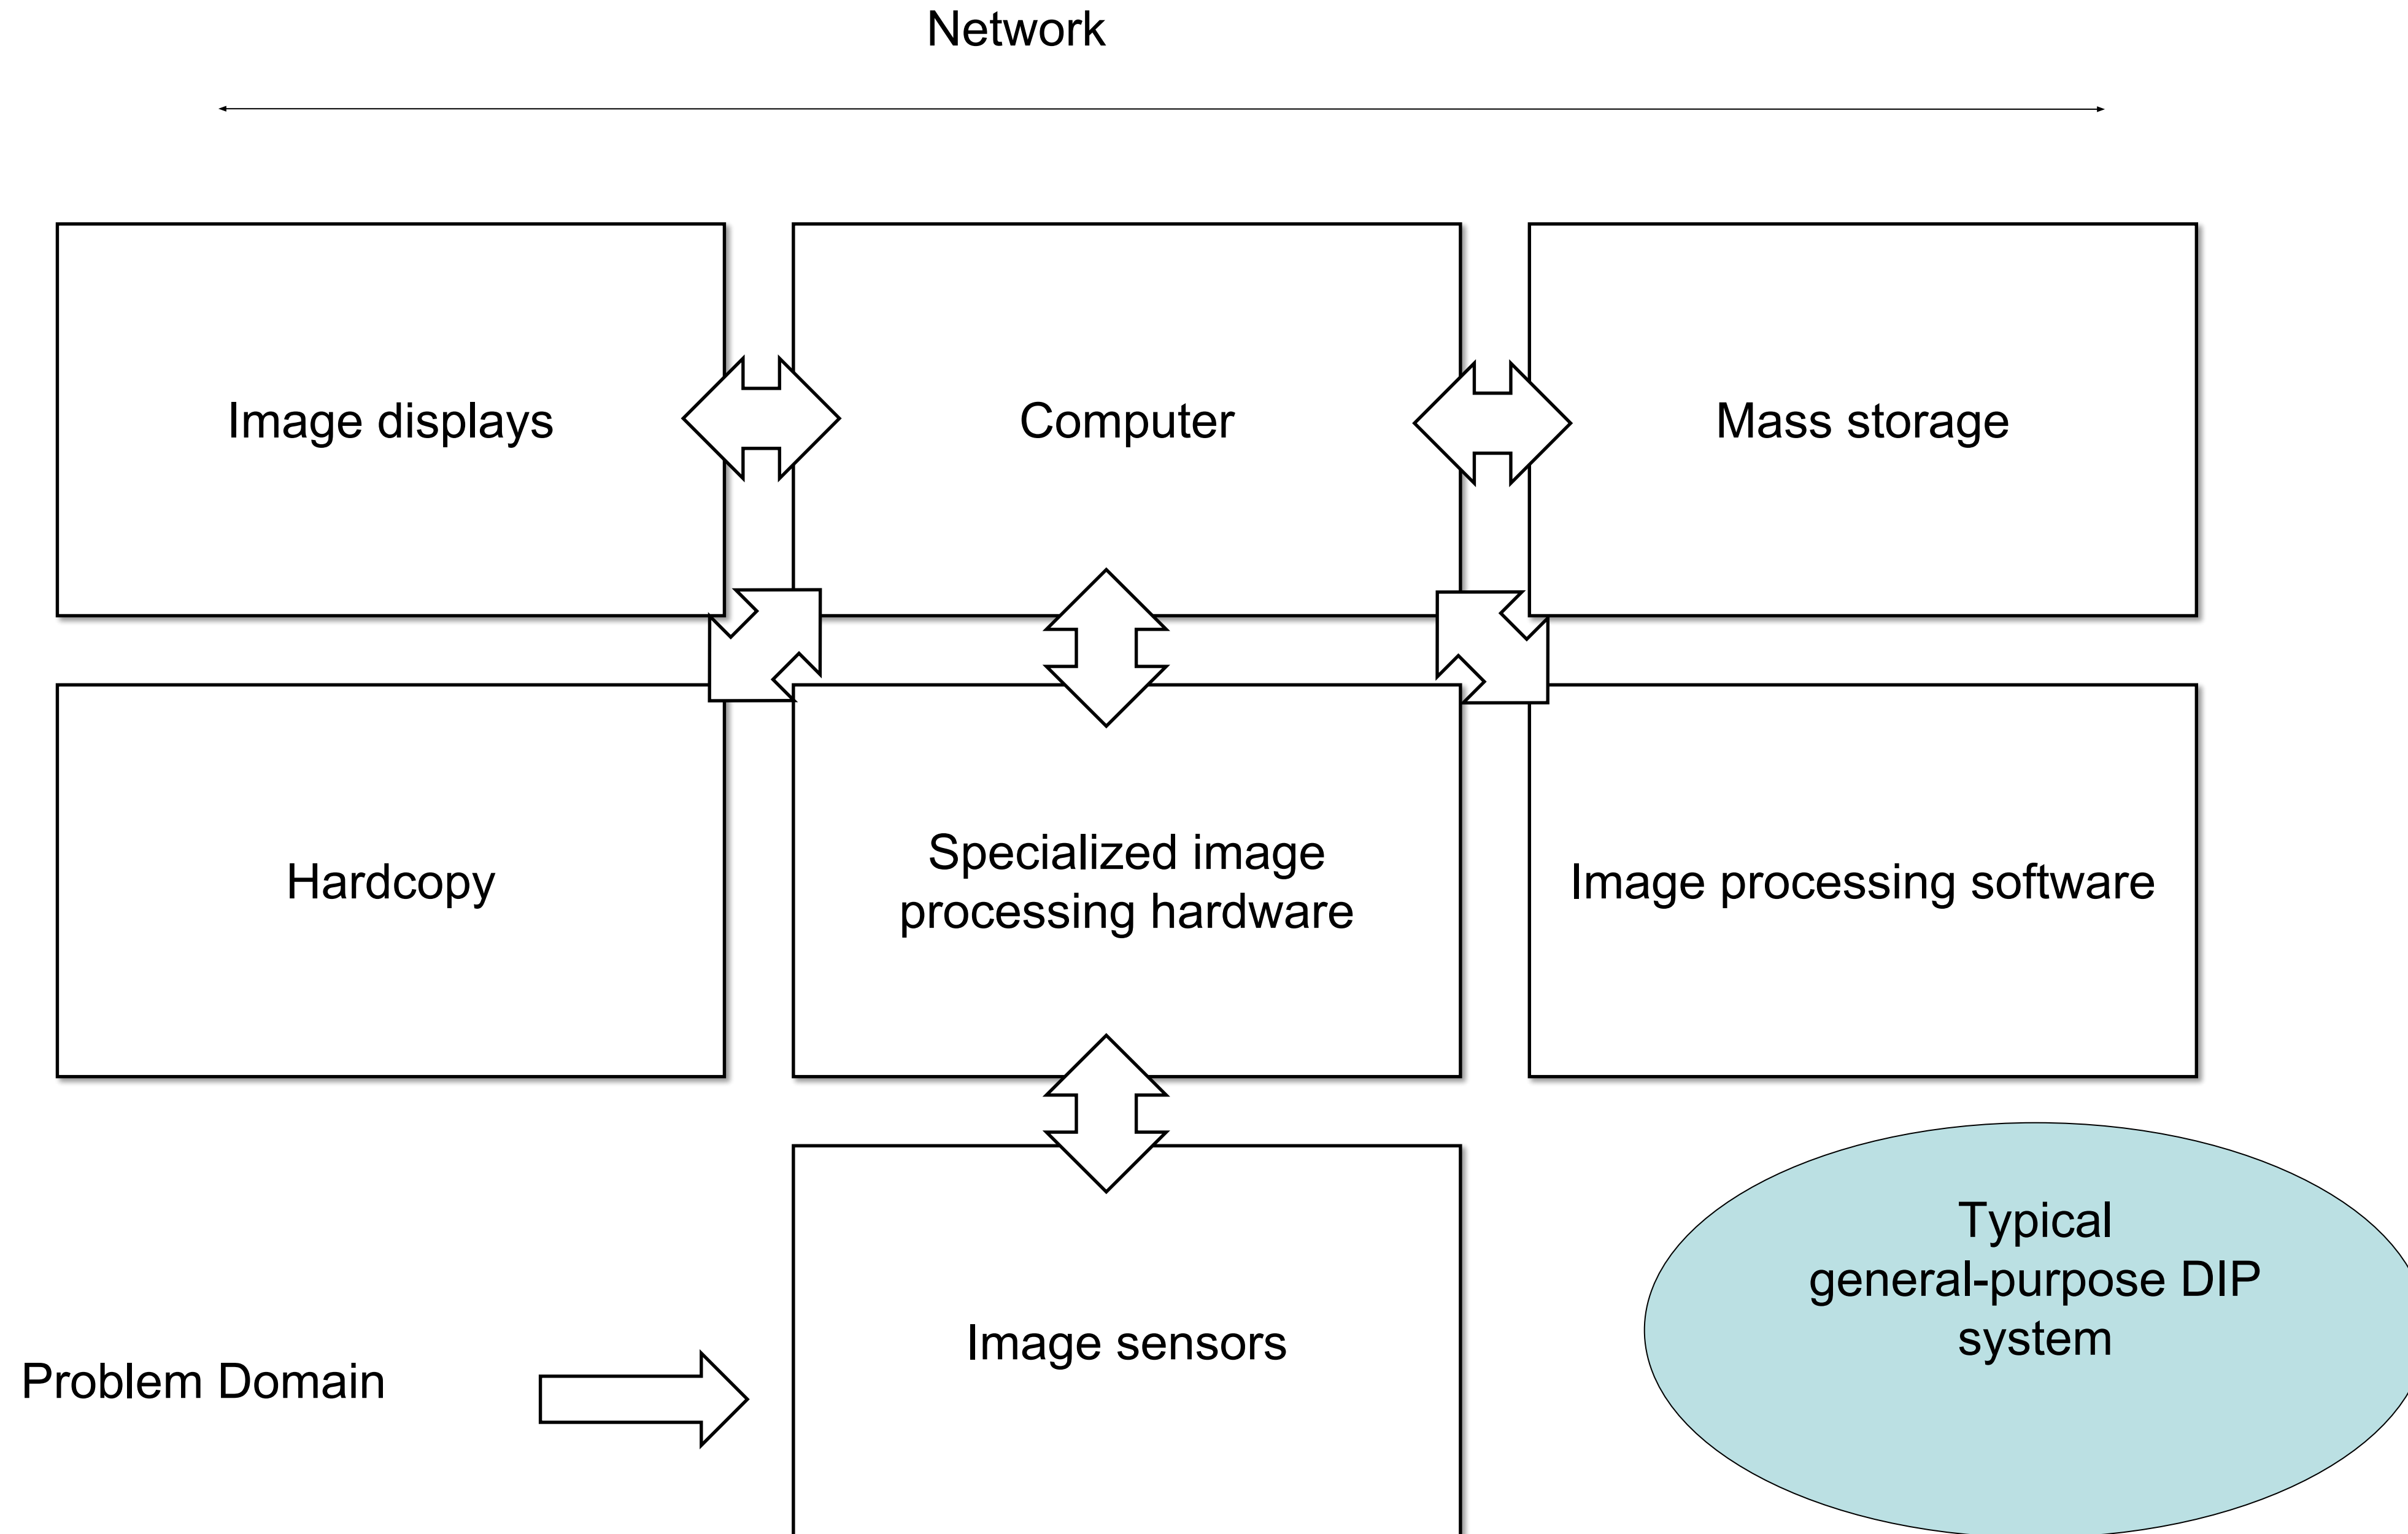 Network
Image displays
Computer
Mass storage
Hardcopy
Specialized image
processing hardware
Image processing software
Image sensors
Problem Domain
Typical
general-purpose DIP
system